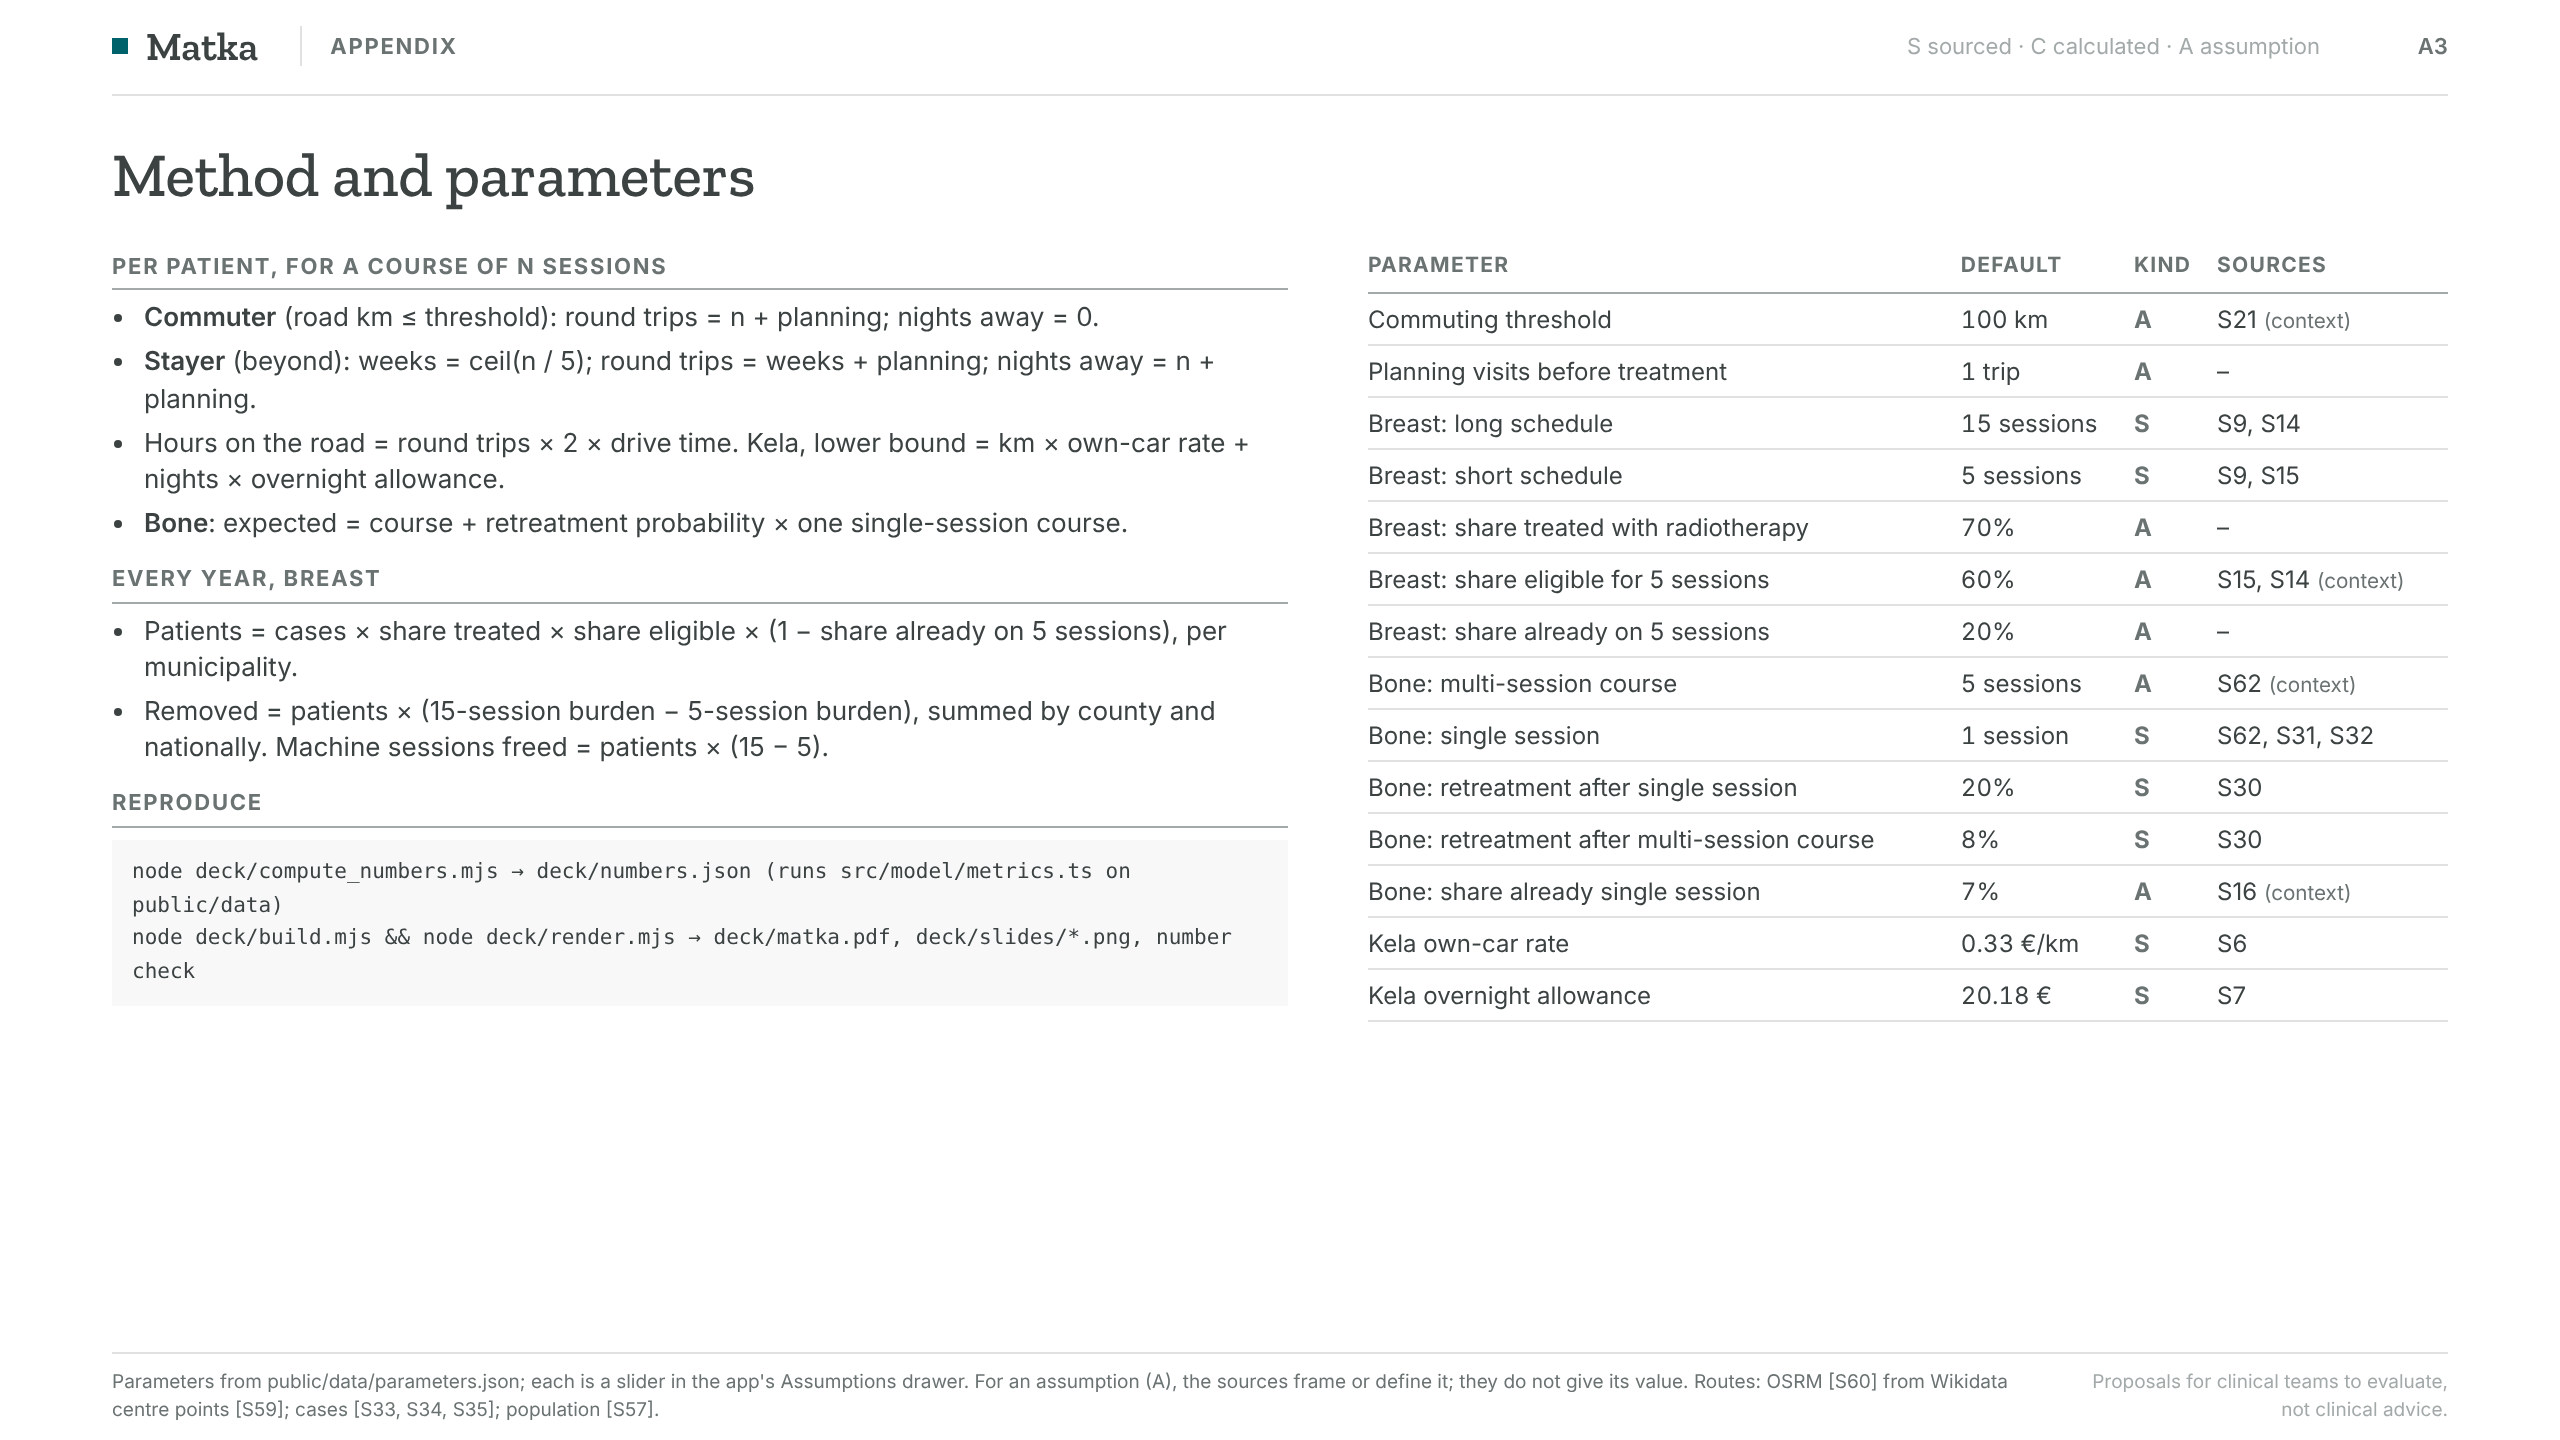 Matka
APPENDIX
S sourced · C calculated · A assumption
A3
Method and parameters
PER PATIENT, FOR A COURSE OF N SESSIONS
• Commuter (road km ≤ threshold): round trips = n + planning; nights away = 0.
• Stayer (beyond): weeks = ceil(n / 5); round trips = weeks + planning; nights away = n +
planning.
• Hours on the road = round trips × 2 × drive time. Kela, lower bound = km × own-car rate +
nights × overnight allowance.
• Bone: expected = course + retreatment probability × one single-session course.
EVERY YEAR, BREAST
• Patients = cases × share treated × share eligible × (1 − share already on 5 sessions), per
municipality.
• Removed = patients × (15-session burden − 5-session burden), summed by county and
nationally. Machine sessions freed = patients × (15 − 5).
REPRODUCE
node deck/compute_numbers.mjs → deck/numbers.json (runs src/model/metrics.ts on
public/data)
node deck/build.mjs && node deck/render.mjs → deck/matka.pdf, deck/slides/*.png, number
check
PARAMETER DEFAULT KIND SOURCES
Commuting threshold 100 km A S21 (context)
Planning visits before treatment 1 trip A –
Breast: long schedule 15 sessions S S9, S14
Breast: short schedule 5 sessions S S9, S15
Breast: share treated with radiotherapy 70% A –
Breast: share eligible for 5 sessions 60% A S15, S14 (context)
Breast: share already on 5 sessions 20% A –
Bone: multi-session course 5 sessions A S62 (context)
Bone: single session 1 session S S62, S31, S32
Bone: retreatment after single session 20% S S30
Bone: retreatment after multi-session course 8% S S30
Bone: share already single session 7% A S16 (context)
Kela own-car rate 0.33 €/km S S6
Kela overnight allowance 20.18 € S S7
Parameters from public/data/parameters.json; each is a slider in the app's Assumptions drawer. For an assumption (A), the sources frame or define it; they do not give its value. Routes: OSRM [S60] from Wikidata
centre points [S59]; cases [S33, S34, S35]; population [S57].
Proposals for clinical teams to evaluate,
not clinical advice.